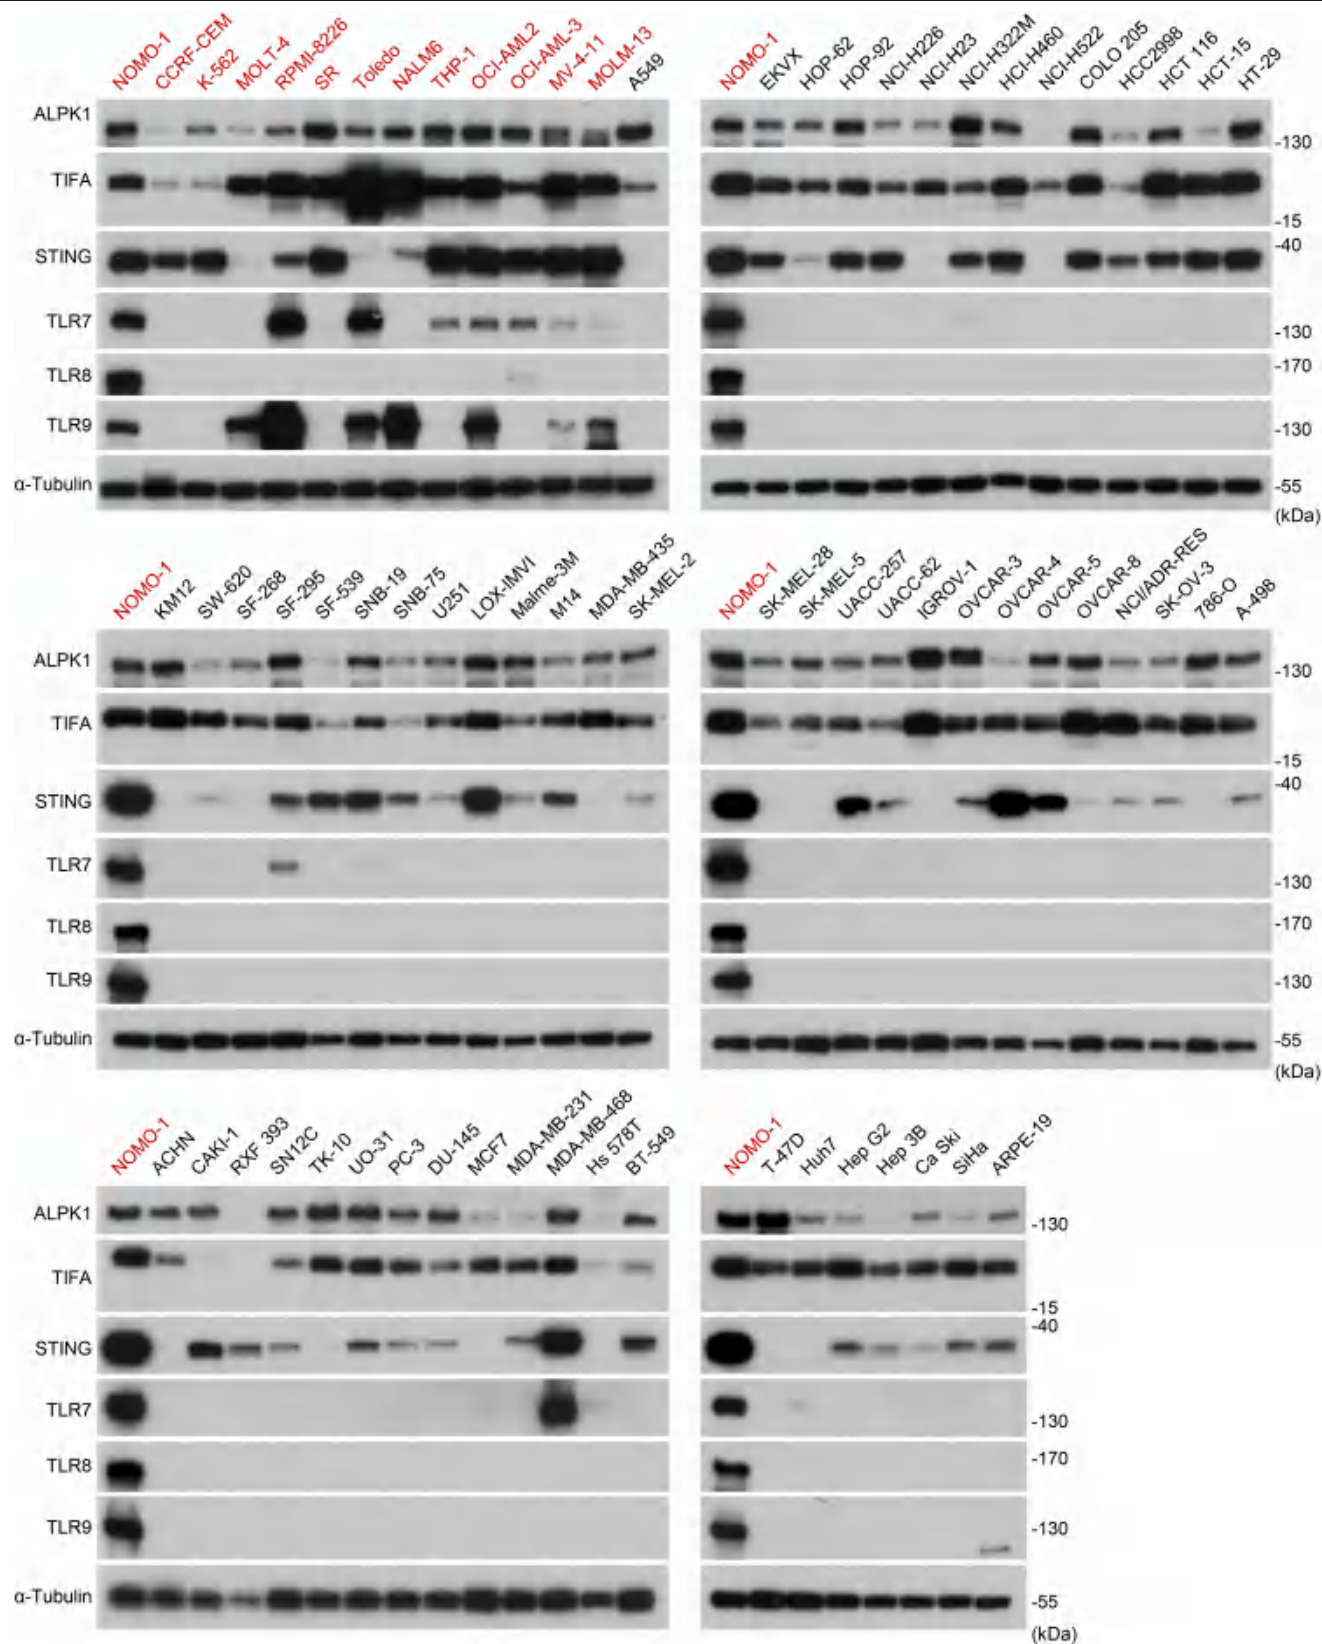 NOMO-1 CCRF-CEM K-562 MOLT-4 RPMI-8226 SR Toledo NALM6 THP-1 OCI-AML2 OCI-AML-3 MV-4-11 MOLM-13 A549
NOMO-1 EKVX HOP-62 HOP-92 NCI-H226 NCI-H23 NCI-H322M HCI-H460 NCI-H522 COLO 205 HCC2998 HCT 116 HCT-15 HT-29
ALPK1
-130
TIFA
-15
STING
-40
TLR7
-130
TLR8
-170
TLR9
-130
α-Tubulin
-55
(kDa)
NOMO-1 KM12 SW-620 SF-268 SF-295 SF-539 SNB-19 SNB-75 U251 LOX-IMVI Malme-3M M14 MDA-MB-435 SK-MEL-2
NOMO-1 SK-MEL-28 SK-MEL-5 UACC-257 UACC-62 IGROV-1 OVCAR-3 OVCAR-4 OVCAR-5 OVCAR-8 NCI/ADR-RES SK-OV-3 786-O A-498
ALPK1
-130
TIFA
-15
STING
-40
TLR7
-130
TLR8
-170
TLR9
-130
α-Tubulin
-55
(kDa)
NOMO-1 ACHN CAKI-1 RXF 393 SN12C TK-10 UO-31 PC-3 DU-145 MCF7 MDA-MB-231 MDA-MB-468 Hs 578T BT-549
NOMO-1 T-47D Huh7 Hep G2 Hep 3B Ca Ski SiHa ARPE-19
ALPK1
-130
TIFA
-15
STING
-40
TLR7
-130
TLR8
-170
TLR9
-130
α-Tubulin
-55
(kDa)